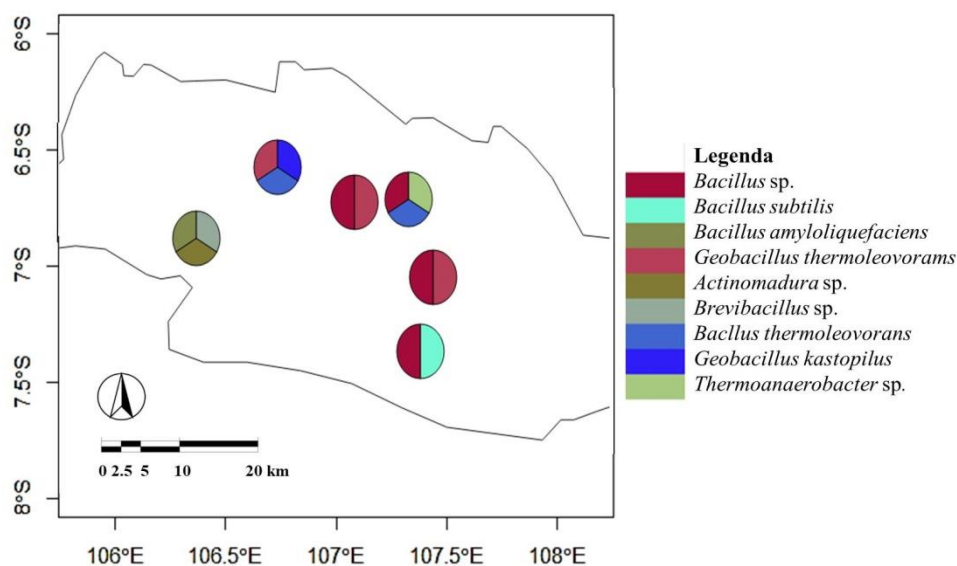 6°S
6.5°S
7°S
7.5°S
8°S
0 2.5 5 10 20 km
106°E 106.5°E 107°E 107.5°E 108°E
Legenda
Bacillus sp.
Bacillus subtilis
Bacillus amyloliquefaciens
Geobacillus thermoleovorams
Actinomadura sp.
Brevibacillus sp.
Bacllus thermoleovorans
Geobacillus kastopilus
Thermoanaerobacter sp.